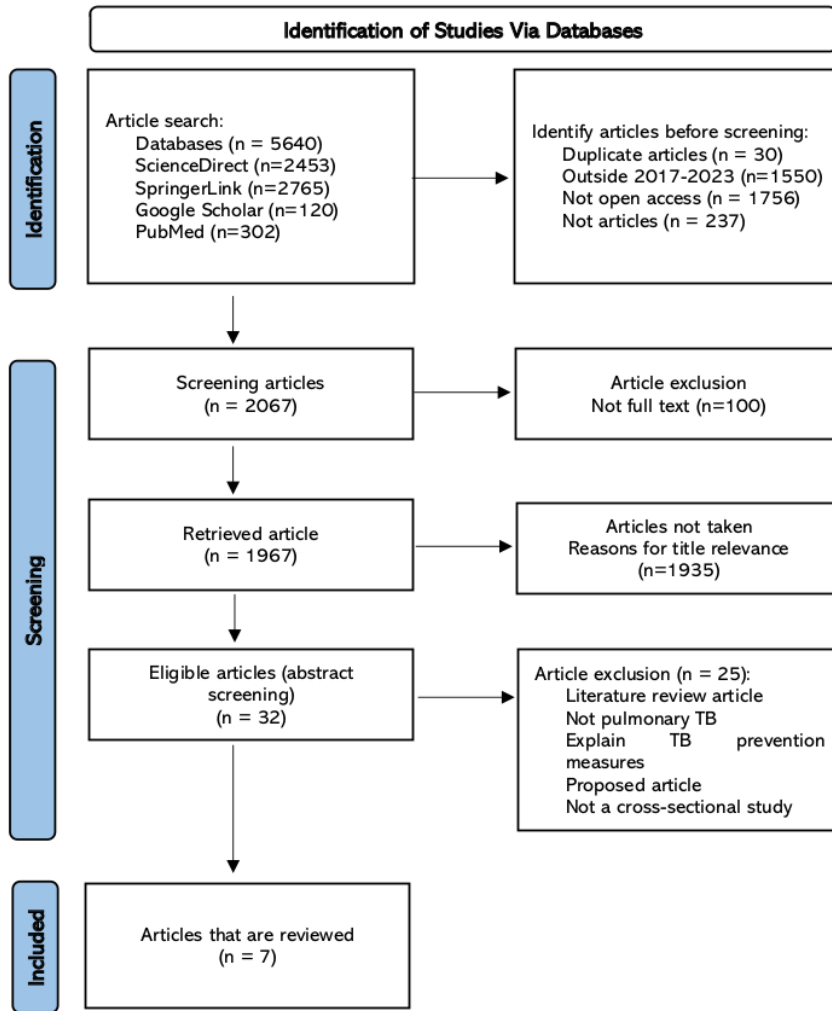 Identification of Studies Via Databases
Identification
Article search:
Databases (n = 5640)
ScienceDirect (n=2453)
SpringerLink (n=2765)
Google Scholar (n=120)
PubMed (n=302)
Identify articles before screening:
Duplicate articles (n = 30)
Outside 2017-2023 (n=1550)
Not open access (n = 1756)
Not articles (n = 237)
Screening
Screening articles
(n = 2067)
Article exclusion
Not full text (n=100)
Retrieved article
(n = 1967)
Articles not taken
Reasons for title relevance
(n=1935)
Eligible articles (abstract
screening)
(n = 32)
Article exclusion (n = 25):
Literature review article
Not pulmonary TB
Explain TB prevention
measures
Proposed article
Not a cross-sectional study
Included
Articles that are reviewed
(n = 7)